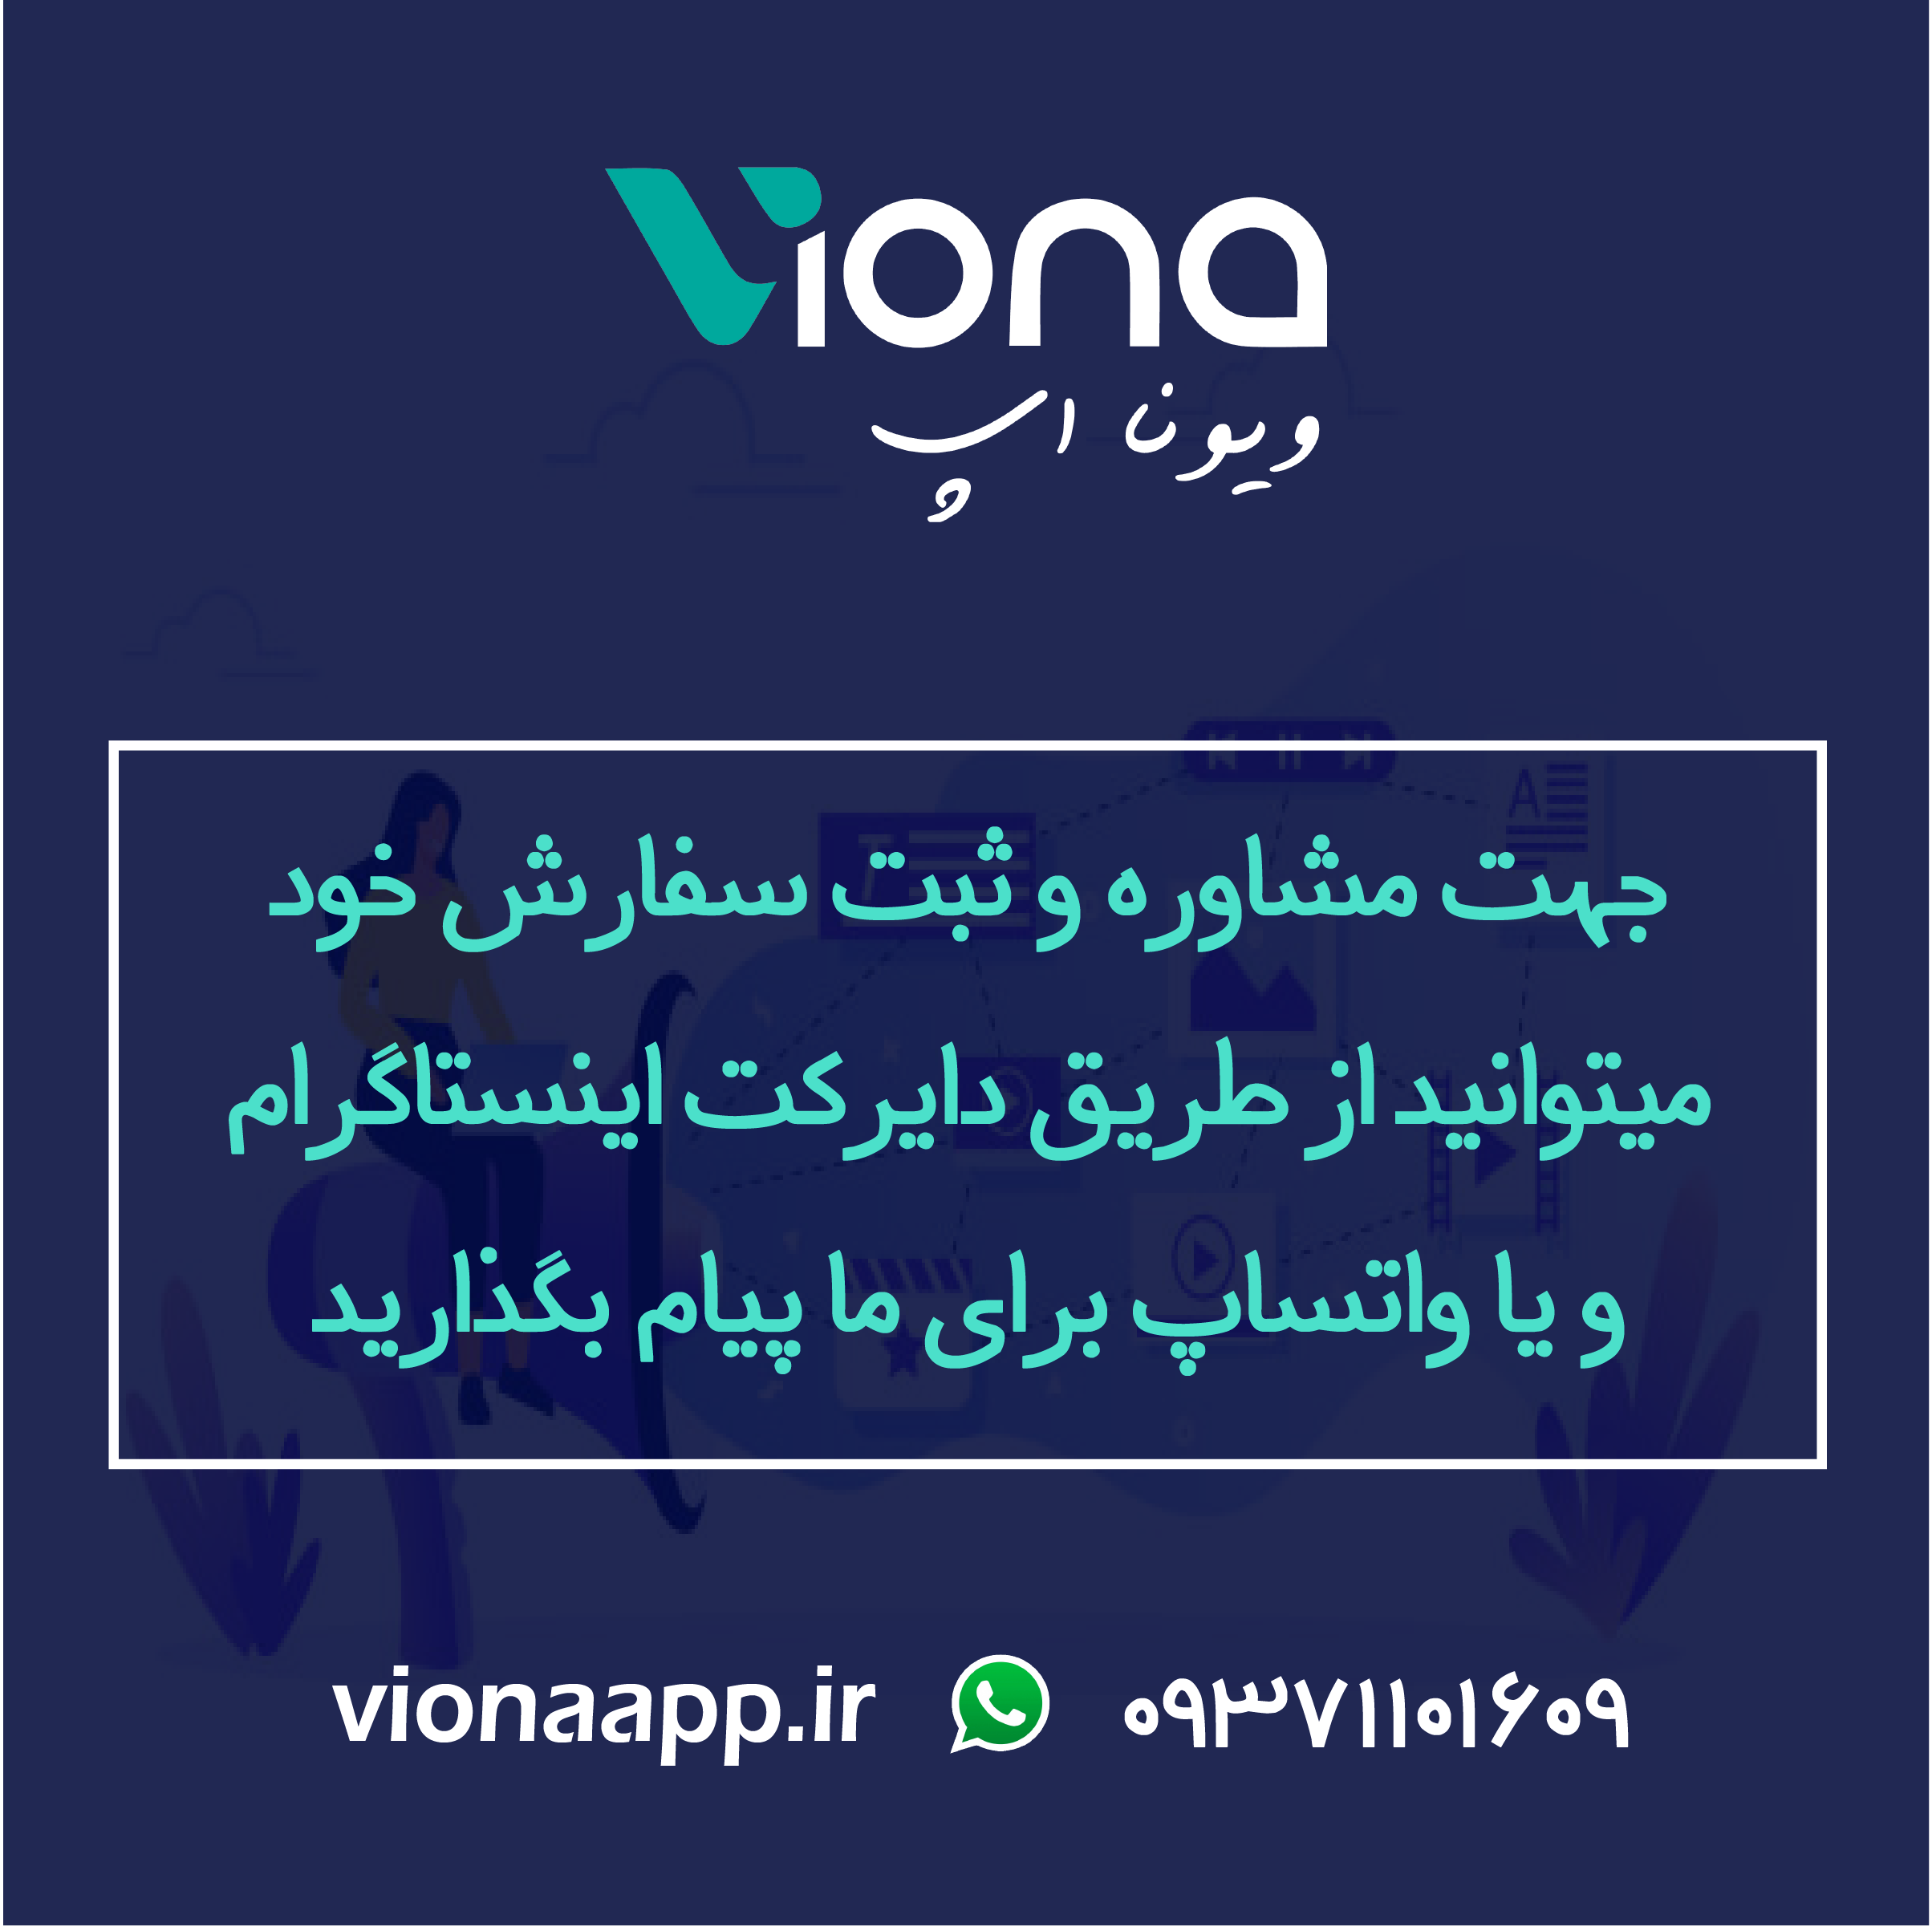 Viona
ویونا اپ
جهت مشاوره و ثبت سفارش خود
میتوانید از طریق دایرکت اینستاگرام
و یا واتساپ برای ما پیام بگذارید
vionaapp.ir ۰۹۳۷۱۱۰۱۶۰۹